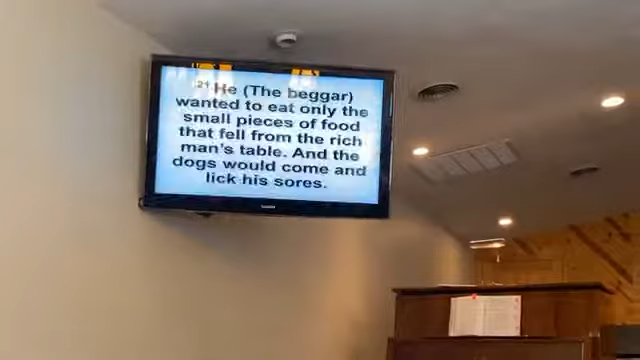 21 He (The beggar)
wanted to eat only the
small pieces of food
that fell from the rich
man's table. And the
dogs would come and
lick his sores.